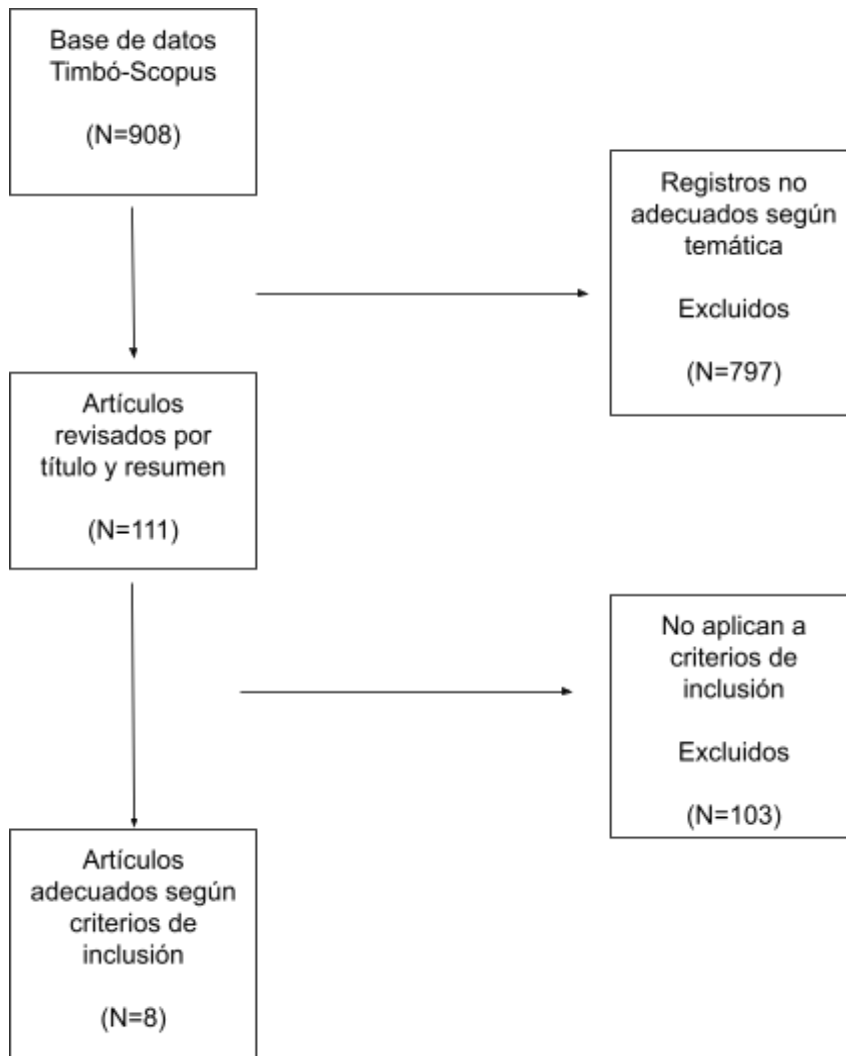 Base de datos
Timbó-Scopus
(N=908)
Registros no
adecuados según
temática
Excluidos
(N=797)
Artículos
revisados por
título y resumen
(N=111)
No aplican a
criterios de
inclusión
Excluidos
(N=103)
Artículos
adecuados según
criterios de
inclusión
(N=8)